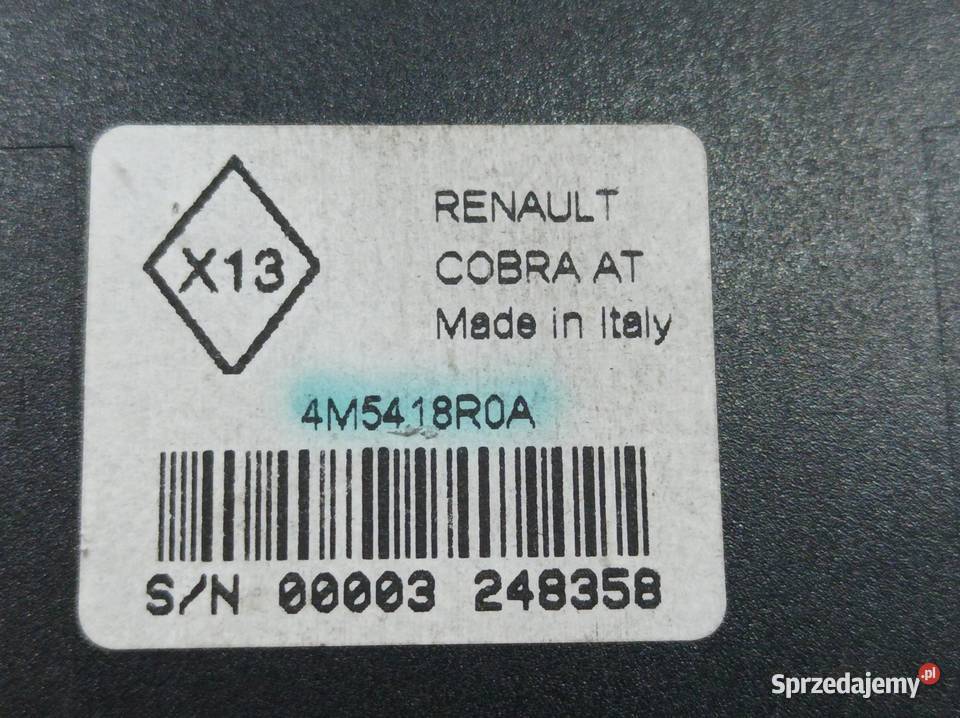 X13
RENAULT
COBRA AT
Made in Italy
4M5418R0A
S/N 00003 248358
Sprzedajemy.pl